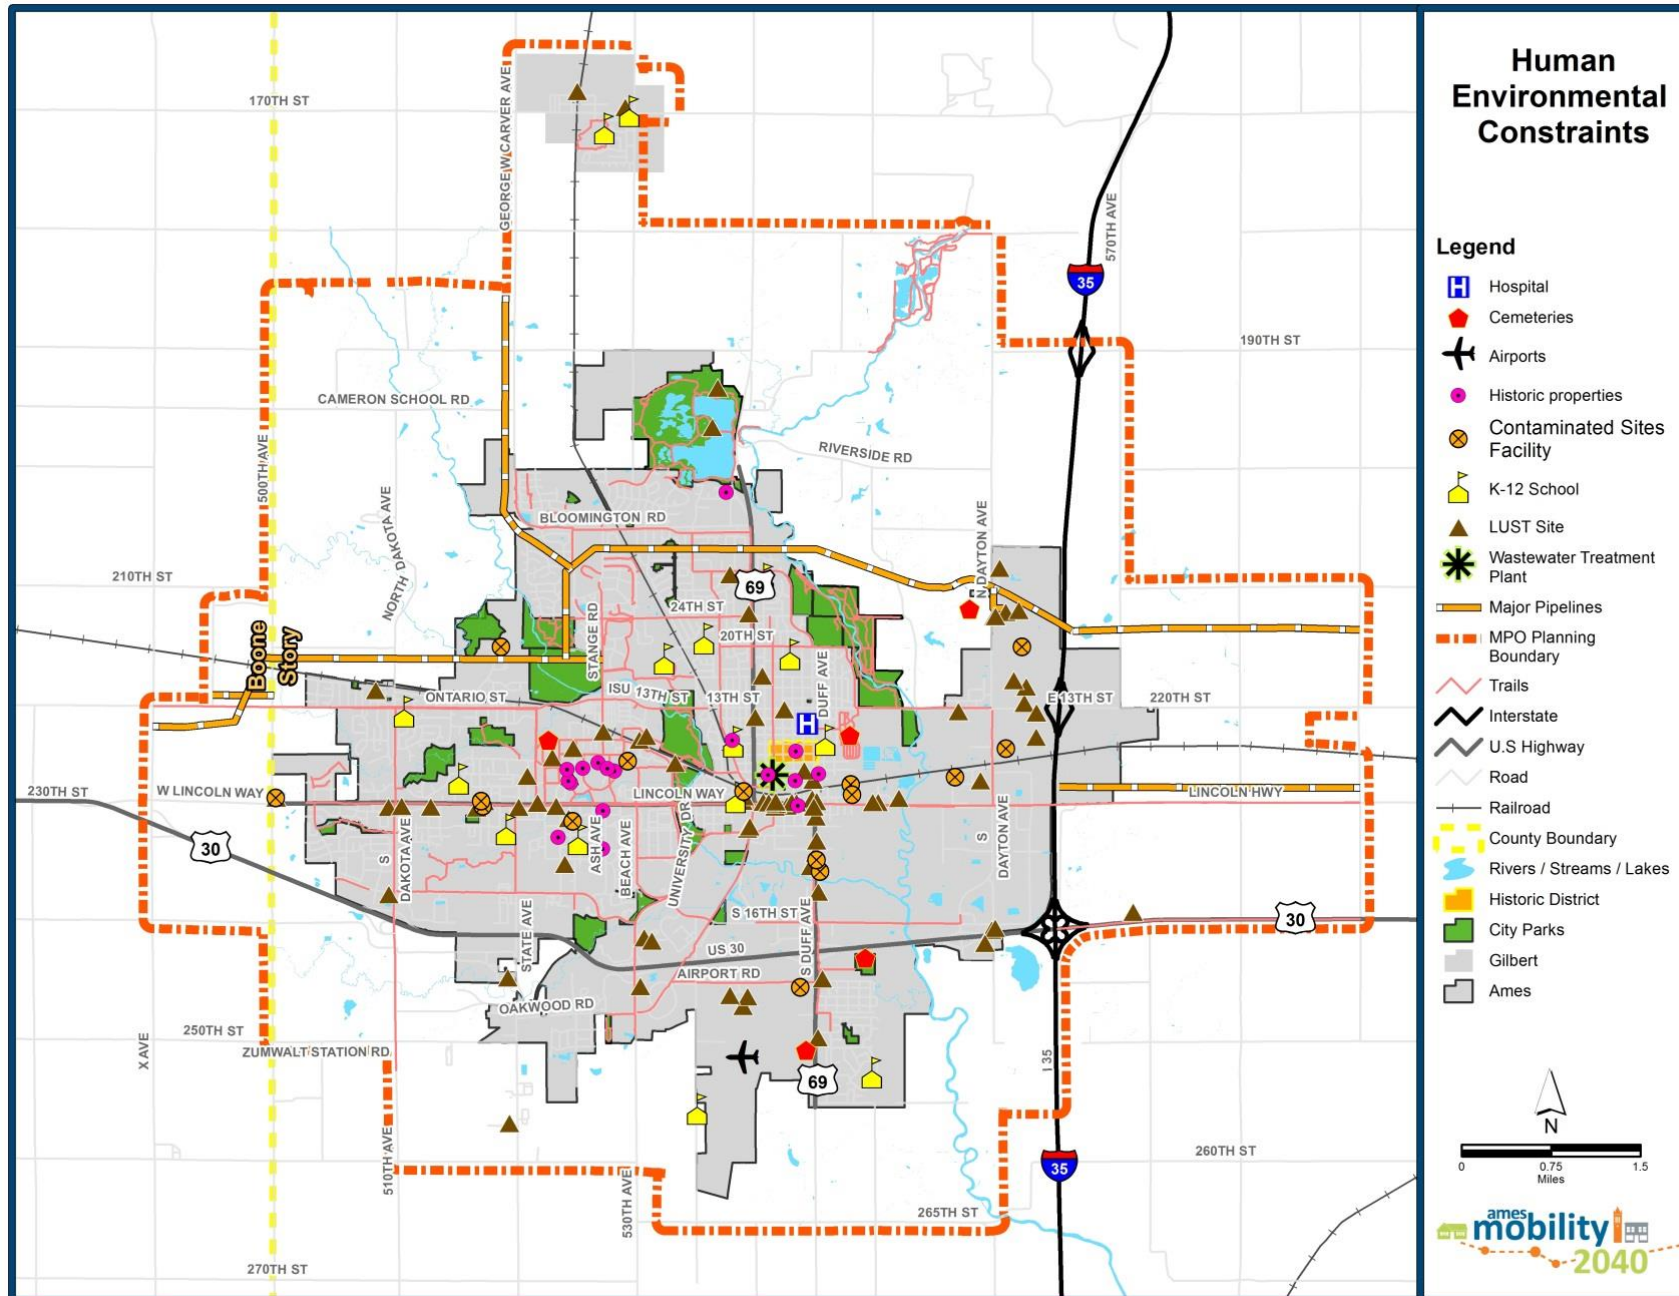 Human
Environmental
Constraints
Legend
H Hospital
Cemeteries
Airports
Historic properties
Contaminated Sites
Facility
K-12 School
LUST Site
Wastewater Treatment
Plant
Major Pipelines
MPO Planning
Boundary
Trails
Interstate
U.S Highway
Road
Railroad
County Boundary
Rivers / Streams / Lakes
Historic District
City Parks
Gilbert
Ames
N
0 0.75 1.5
Miles
ames
mobility
2040
170TH ST
GEORGE W CARVER AVE
570TH AVE
35
190TH ST
CAMERON SCHOOL RD
500TH AVE
RIVERSIDE RD
NORTH DAKOTA AVE
BLOOMINGTON RD
N DAYTON AVE
210TH ST
69
24TH ST
20TH ST
STANGE RD
Boone
Story
ONTARIO ST
ISU 13TH ST
13TH ST
DUFF AVE
E 13TH ST
220TH ST
H
230TH ST
W LINCOLN WAY
LINCOLN WAY
LINCOLN HWY
30
S
DAKOTA AVE
ASH AVE
BEACH AVE
UNIVERSITY DR
S
DAYTON AVE
S 16TH ST
30
STATE AVE
US 30
S DUFF AVE
AIRPORT RD
OAKWOOD RD
250TH ST
ZUMWALT STATION RD
X AVE
I 35
69
510TH AVE
530TH AVE
35
260TH ST
265TH ST
270TH ST